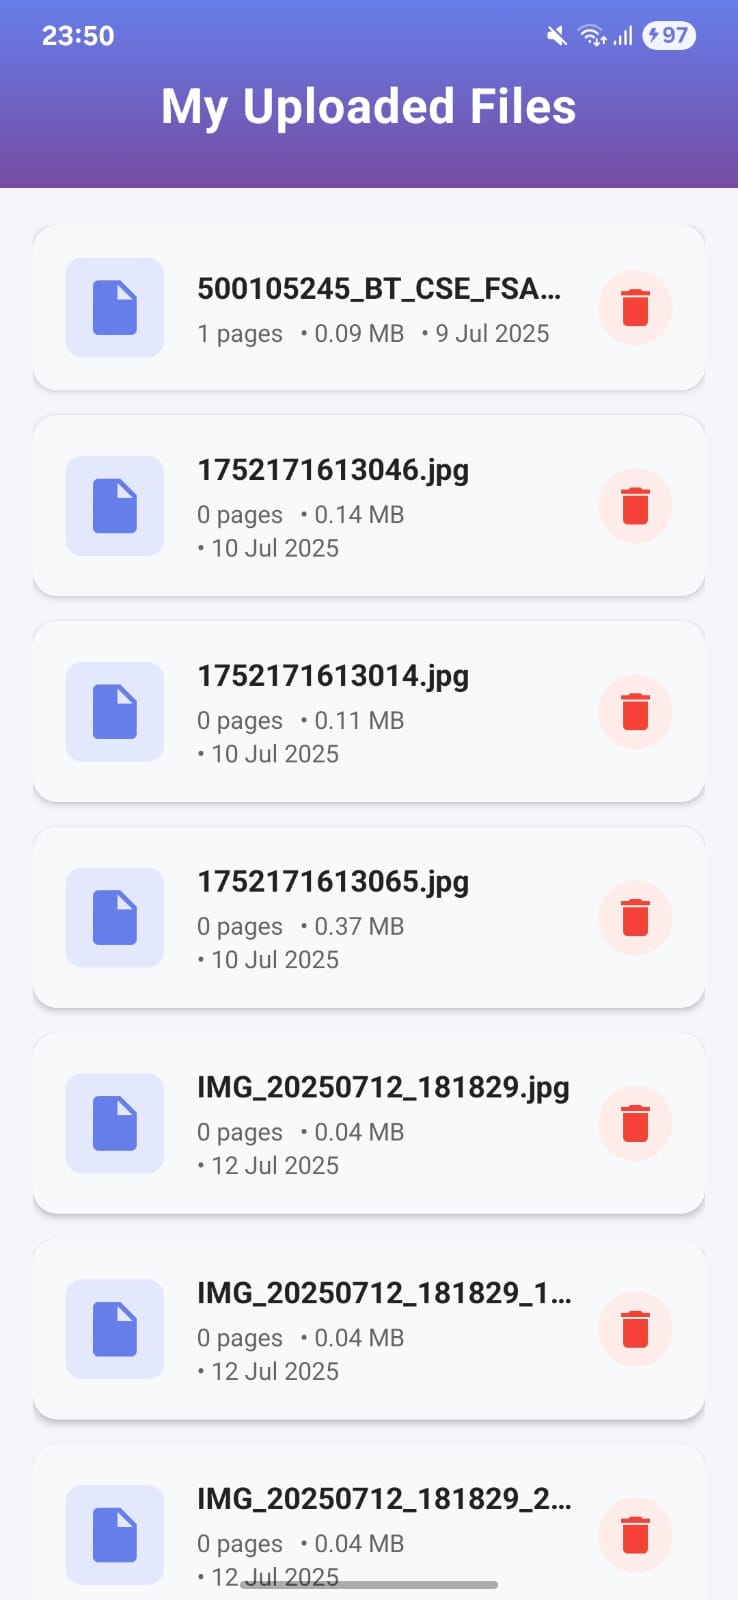 23:50
97
My Uploaded Files
500105245_BT_CSE_FSA...
1 pages • 0.09 MB • 9 Jul 2025
1752171613046.jpg
0 pages • 0.14 MB
• 10 Jul 2025
1752171613014.jpg
0 pages • 0.11 MB
• 10 Jul 2025
1752171613065.jpg
0 pages • 0.37 MB
• 10 Jul 2025
IMG_20250712_181829.jpg
0 pages • 0.04 MB
• 12 Jul 2025
IMG_20250712_181829_1...
0 pages • 0.04 MB
• 12 Jul 2025
IMG_20250712_181829_2...
0 pages • 0.04 MB
• 12 Jul 2025